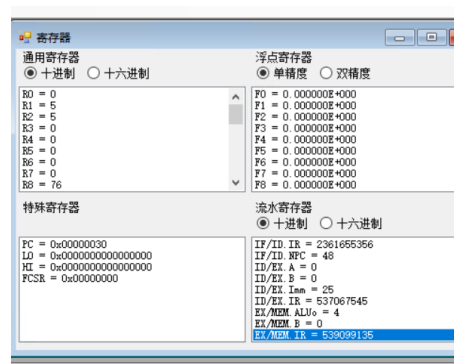 寄存器
通用寄存器
十进制 十六进制
R0 = 0
R1 = 5
R2 = 5
R3 = 0
R4 = 0
R5 = 0
R6 = 0
R7 = 0
R8 = 76
浮点寄存器
单精度 双精度
F0 = 0.000000E+000
F1 = 0.000000E+000
F2 = 0.000000E+000
F3 = 0.000000E+000
F4 = 0.000000E+000
F5 = 0.000000E+000
F6 = 0.000000E+000
F7 = 0.000000E+000
F8 = 0.000000E+000
特殊寄存器
PC = 0x00000030
LO = 0x0000000000000000
HI = 0x0000000000000000
FCSR = 0x00000000
流水寄存器
十进制 十六进制
IF/ID.IR = 2361655356
IF/ID.NPC = 48
ID/EX.A = 0
ID/EX.B = 0
ID/EX.Imm = 25
ID/EX.IR = 537067545
EX/MEM.ALUo = 4
EX/MEM.B = 0
EX/MEM.IR = 539099135